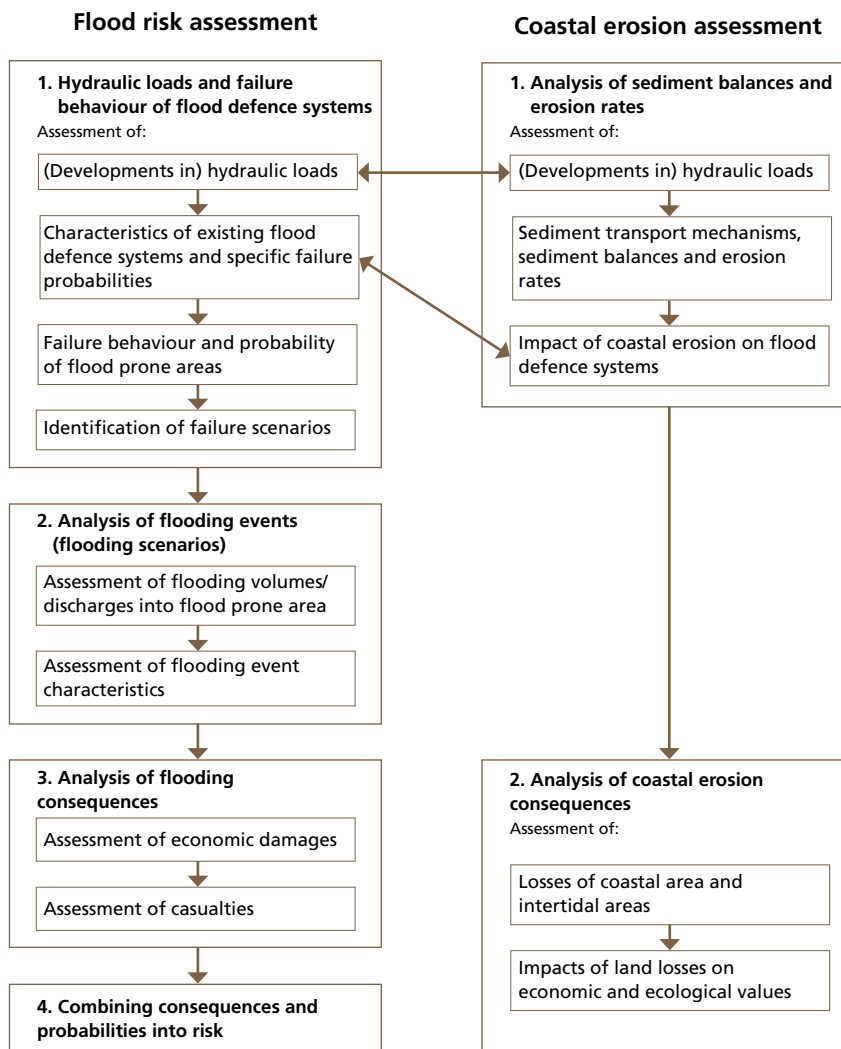 Flood risk assessment
1. Hydraulic loads and failure
behaviour of flood defence systems
Assessment of:
(Developments in) hydraulic loads
Characteristics of existing flood
defence systems and specific failure
probabilities
Failure behaviour and probability
of flood prone areas
Identification of failure scenarios
2. Analysis of flooding events
(flooding scenarios)
Assessment of flooding volumes/
discharges into flood prone area
Assessment of flooding event
characteristics
3. Analysis of flooding
consequences
Assessment of economic damages
Assessment of casualties
4. Combining consequences and
probabilities into risk
Coastal erosion assessment
1. Analysis of sediment balances and
erosion rates
Assessment of:
(Developments in) hydraulic loads
Sediment transport mechanisms,
sediment balances and erosion
rates
Impact of coastal erosion on flood
defence systems
2. Analysis of coastal erosion
consequences
Assessment of:
Losses of coastal area and
intertidal areas
Impacts of land losses on
economic and ecological values